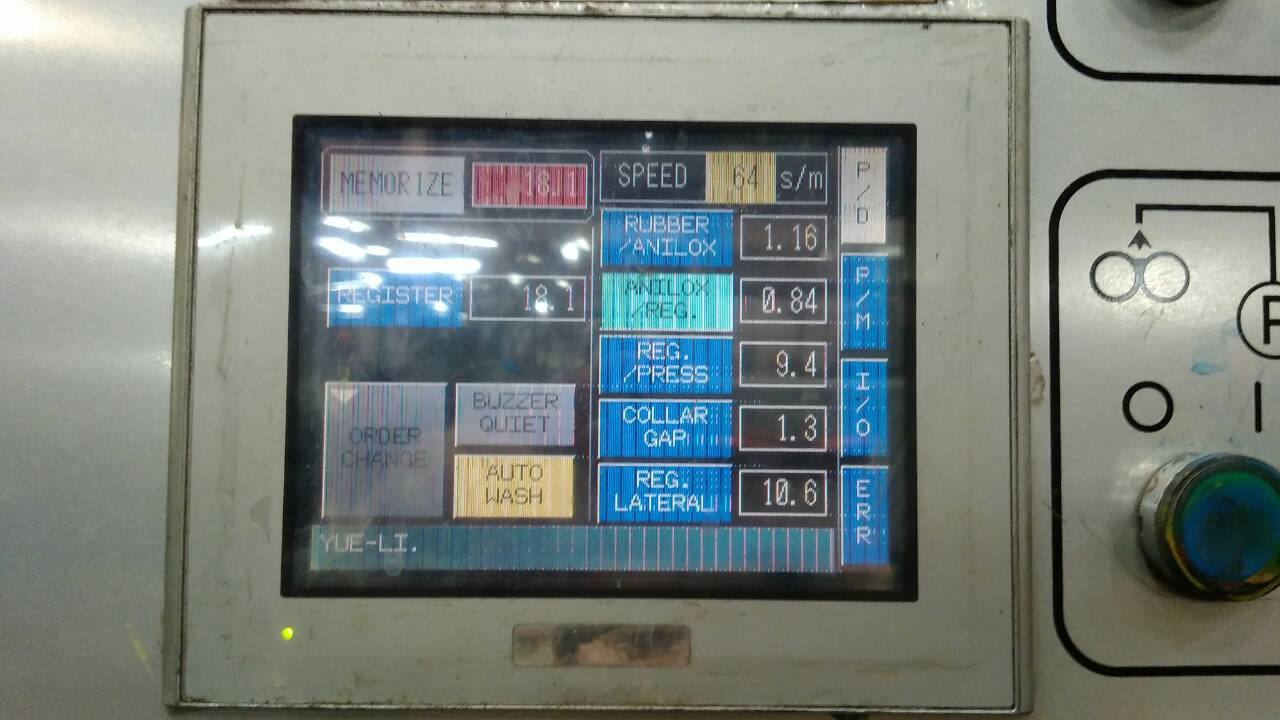 MEMORIZE 18.1
SPEED 64 s/m
RUBBER
/ANILOX 1.16
REGISTER 18.1
ANILOX
/REG. 0.84
REG.
/PRESS 9.4
BUZZER
QUIET
COLLAR
GAP 1.3
ORDER
CHANGE
AUTO
WASH
REG.
LATERAL 10.6
YUE-LI.
P/D
P/M
I/O
ERR
O I